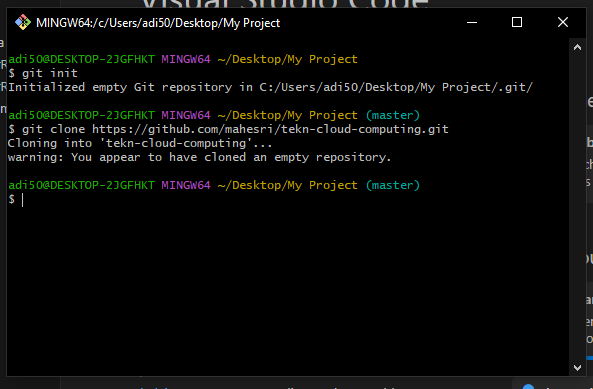 Visual Studio Code
MINGW64:/c/Users/adi50/Desktop/My Project
adi50@DESKTOP-2JGFHKT MINGW64 ~/Desktop/My Project
$ git init
Initialized empty Git repository in C:/Users/adi50/Desktop/My Project/.git/
adi50@DESKTOP-2JGFHKT MINGW64 ~/Desktop/My Project (master)
$ git clone https://github.com/mahesri/tekn-cloud-computing.git
Cloning into 'tekn-cloud-computing'...
warning: You appear to have cloned an empty repository.
adi50@DESKTOP-2JGFHKT MINGW64 ~/Desktop/My Project (master)
$